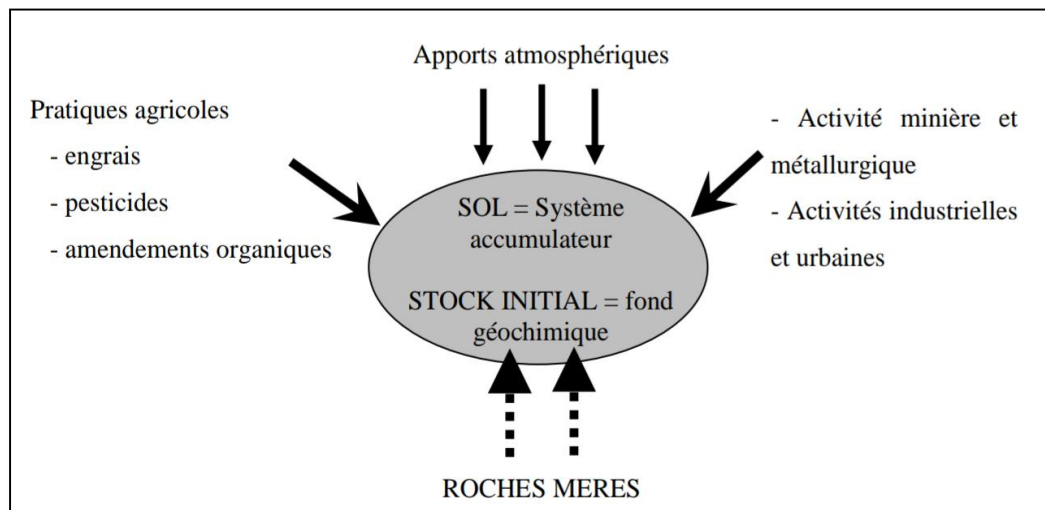 Apports atmosphériques
Pratiques agricoles
- engrais
- pesticides
- amendements organiques
- Activité minière et
métallurgique
- Activités industrielles
et urbaines
SOL = Système
accumulateur
STOCK INITIAL = fond
géochimique
ROCHES MERES